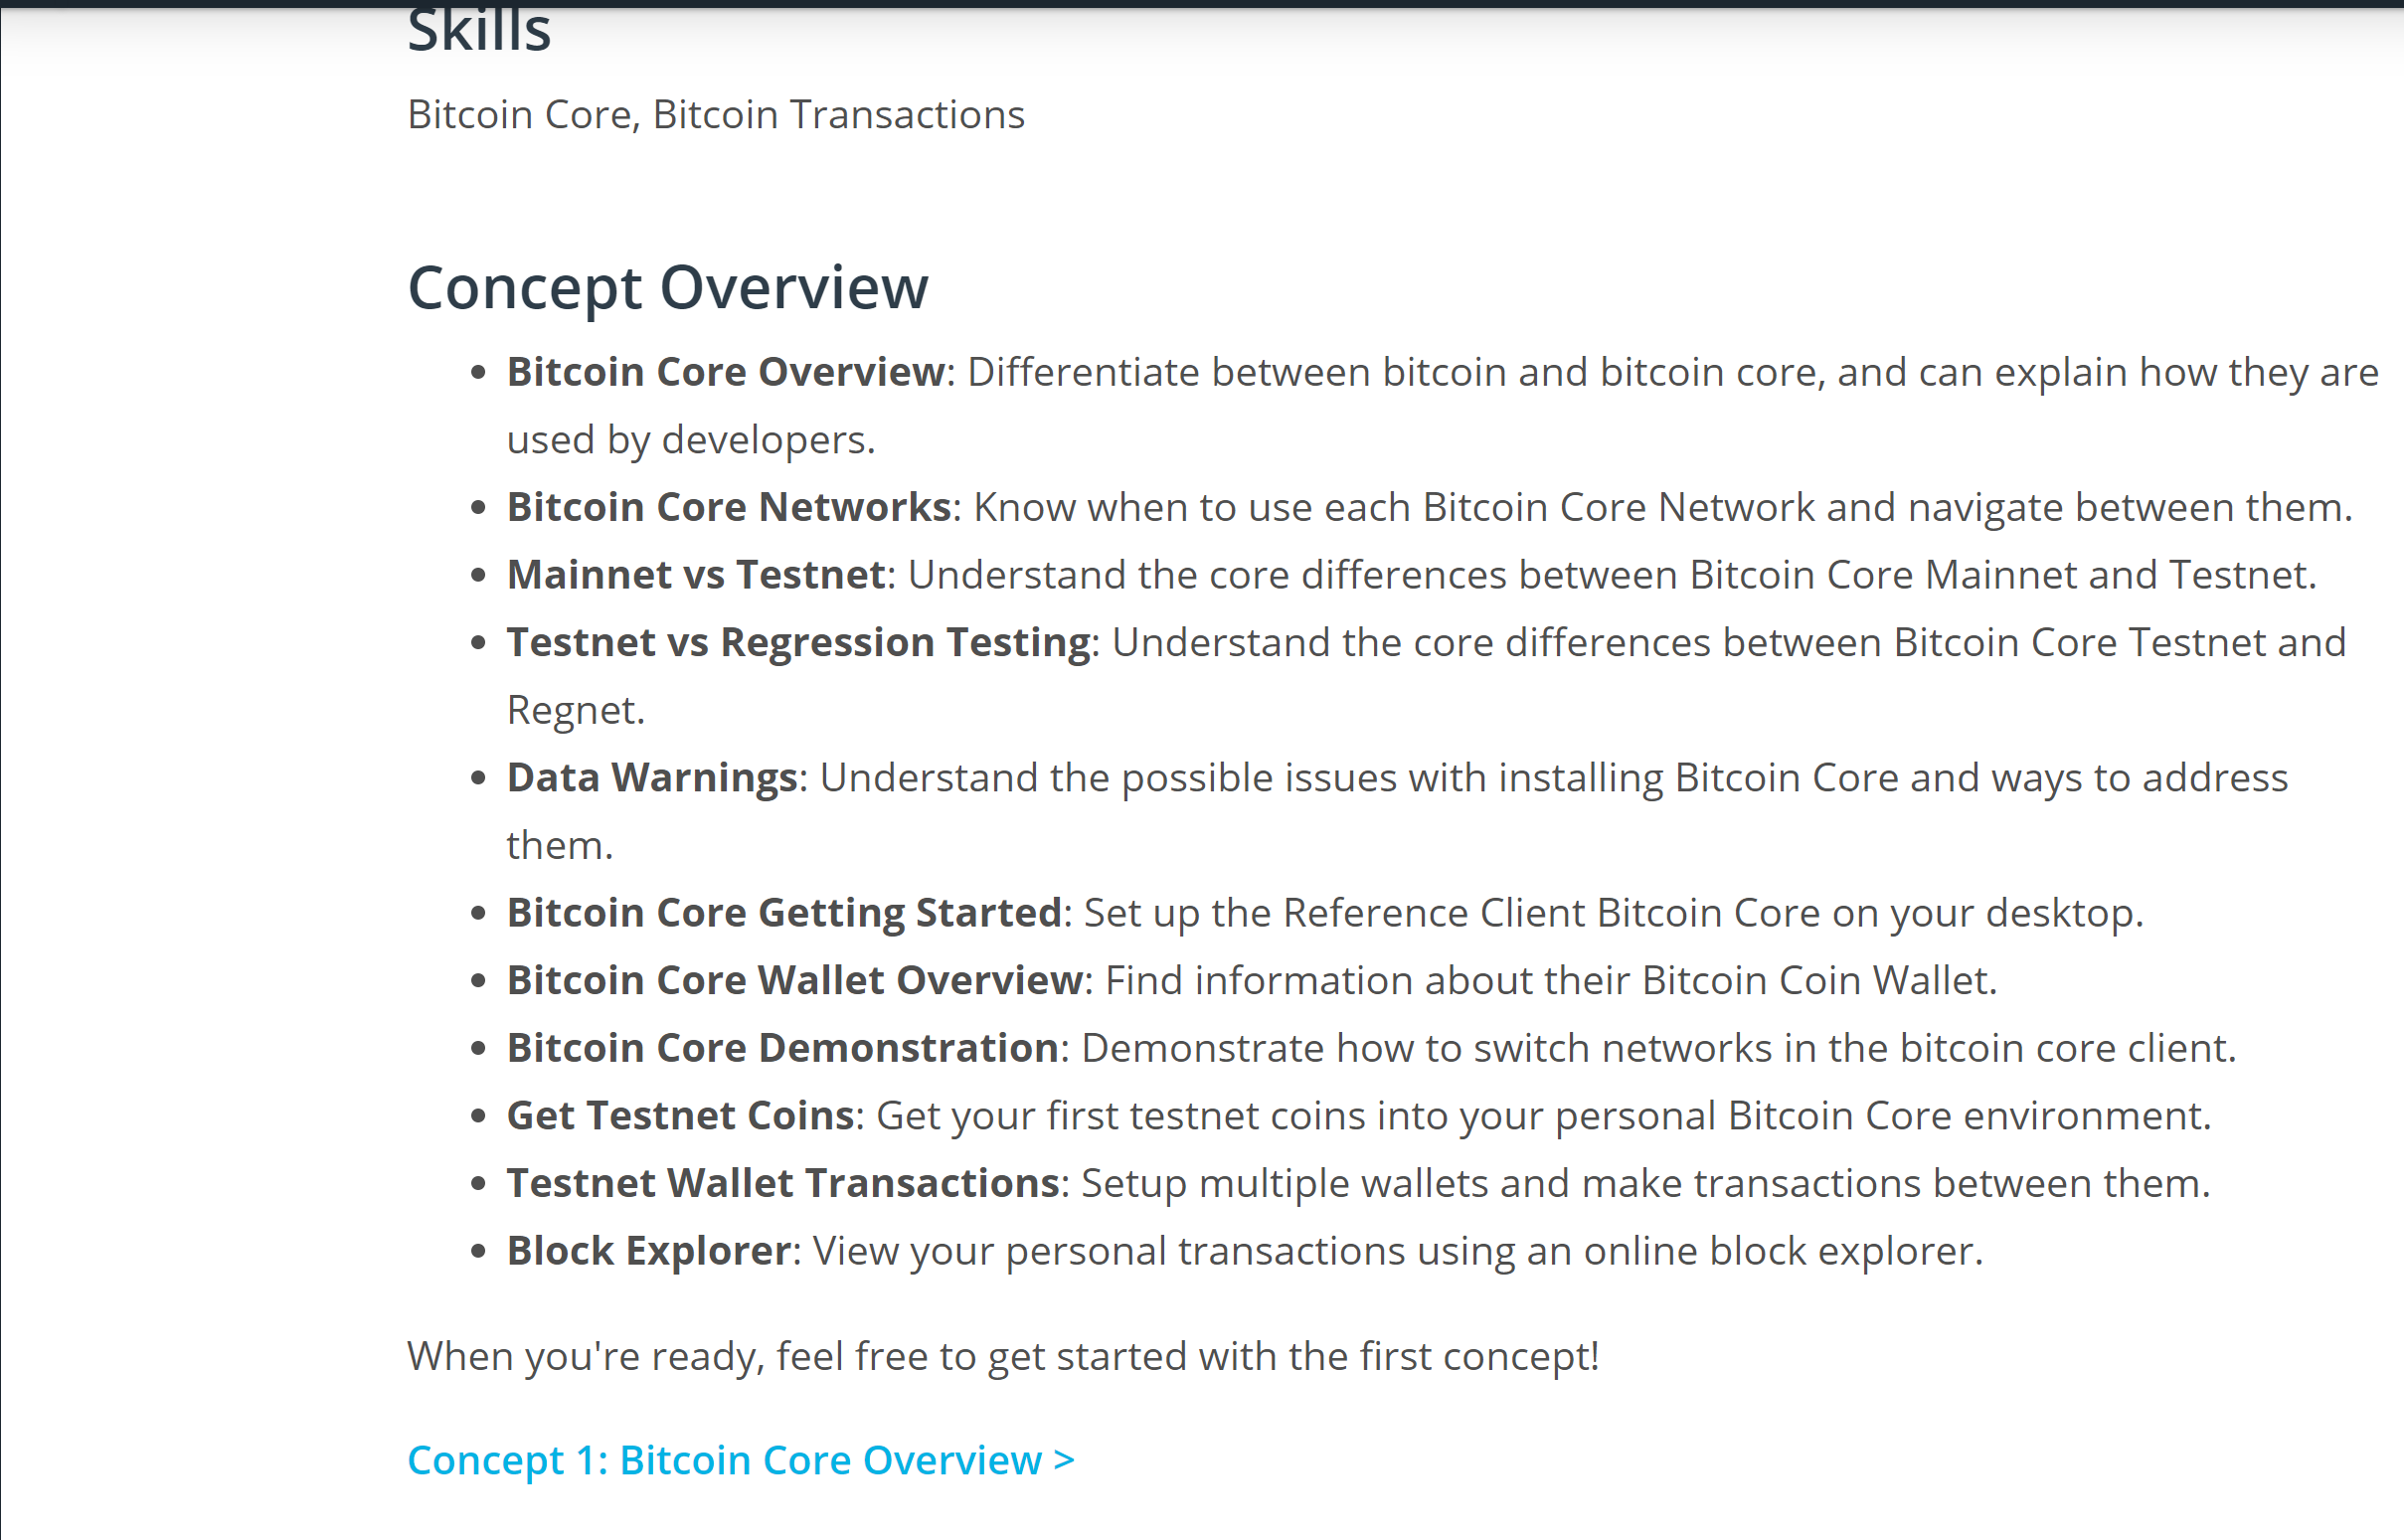 Skills
Bitcoin Core, Bitcoin Transactions
Concept Overview
• Bitcoin Core Overview: Differentiate between bitcoin and bitcoin core, and can explain how they are
used by developers.
• Bitcoin Core Networks: Know when to use each Bitcoin Core Network and navigate between them.
• Mainnet vs Testnet: Understand the core differences between Bitcoin Core Mainnet and Testnet.
• Testnet vs Regression Testing: Understand the core differences between Bitcoin Core Testnet and
Regnet.
• Data Warnings: Understand the possible issues with installing Bitcoin Core and ways to address
them.
• Bitcoin Core Getting Started: Set up the Reference Client Bitcoin Core on your desktop.
• Bitcoin Core Wallet Overview: Find information about their Bitcoin Coin Wallet.
• Bitcoin Core Demonstration: Demonstrate how to switch networks in the bitcoin core client.
• Get Testnet Coins: Get your first testnet coins into your personal Bitcoin Core environment.
• Testnet Wallet Transactions: Setup multiple wallets and make transactions between them.
• Block Explorer: View your personal transactions using an online block explorer.
When you're ready, feel free to get started with the first concept!
Concept 1: Bitcoin Core Overview >